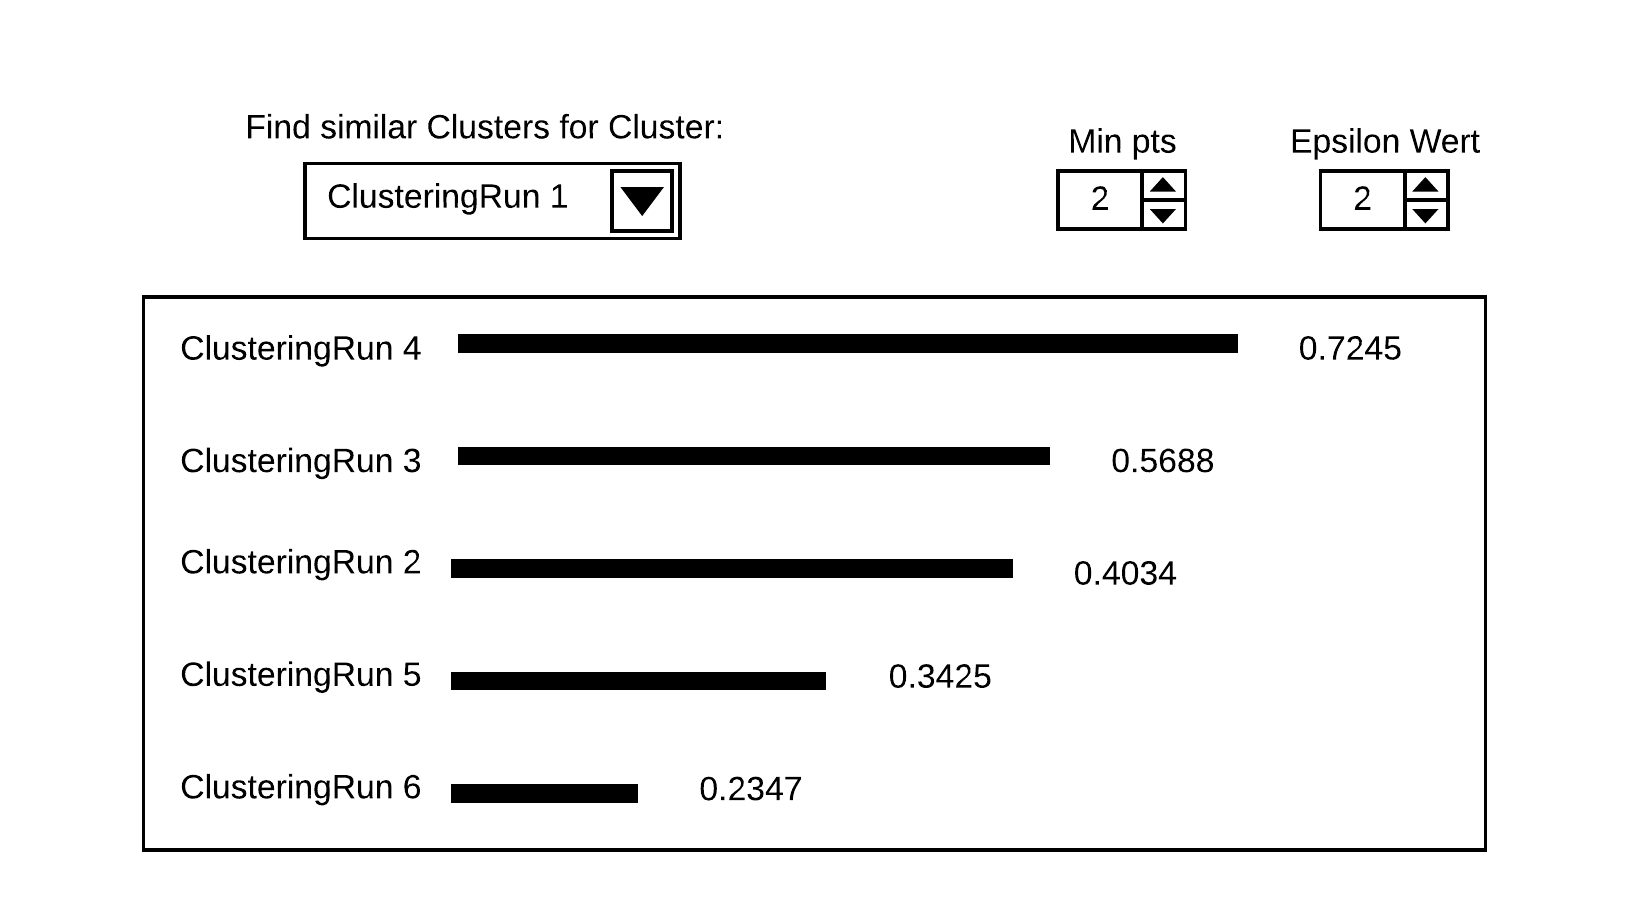 Find similar Clusters for Cluster:
Min pts
Epsilon Wert
ClusteringRun 1
2
2
ClusteringRun 4
0.7245
ClusteringRun 3
0.5688
ClusteringRun 2
0.4034
ClusteringRun 5
0.3425
ClusteringRun 6
0.2347